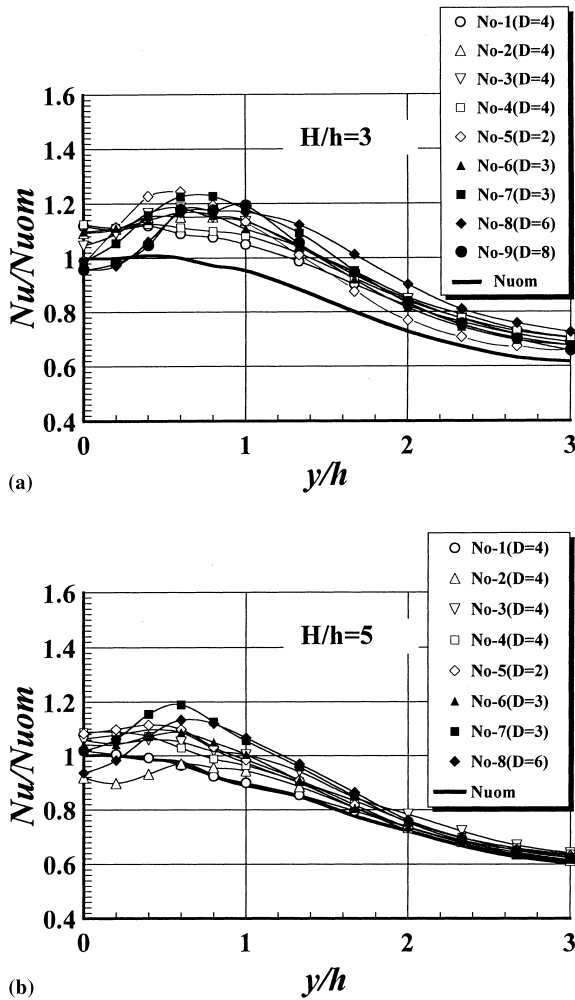 No-1(D=4)
No-2(D=4)
No-3(D=4)
No-4(D=4)
No-5(D=2)
No-6(D=3)
No-7(D=3)
No-8(D=6)
No-9(D=8)
Nuom
H/h=3
1.6
1.4
1.2
1
0.8
0.6
0.4
Nu/Nuom
0 1 2 3
y/h
(a)
No-1(D=4)
No-2(D=4)
No-3(D=4)
No-4(D=4)
No-5(D=2)
No-6(D=3)
No-7(D=3)
No-8(D=6)
Nuom
H/h=5
1.6
1.4
1.2
1
0.8
0.6
0.4
Nu/Nuom
0 1 2 3
y/h
(b)